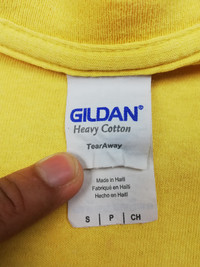 GILDAN®
Heavy Cotton
TearAway
Made in Haiti
Fabriqué en Haïti
Hecho en Haití
S | P | CH